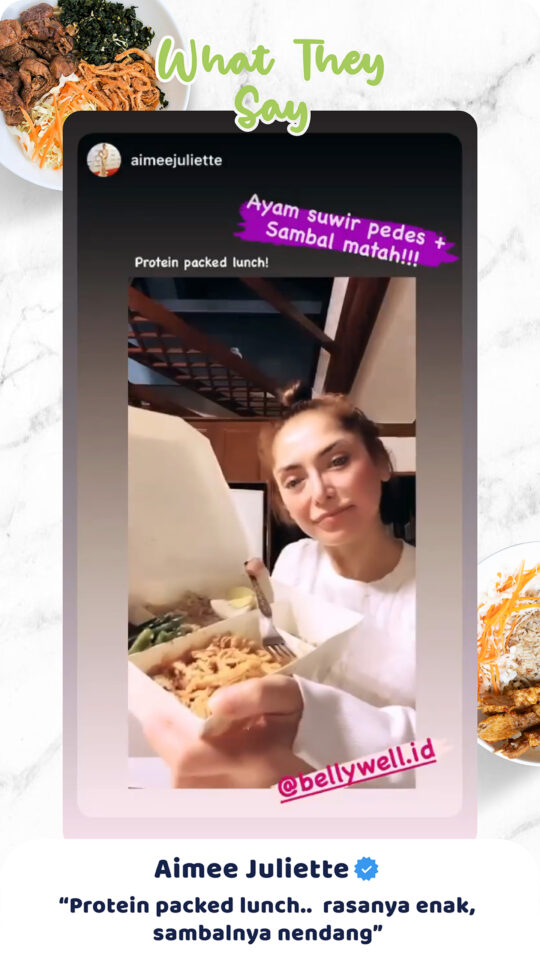 What They
Say
aimeejuliette
Ayam suwir pedes +
Sambal matah!!!
Protein packed lunch!
@bellywell.id
Aimee Juliette
“Protein packed lunch..  rasanya enak,
sambalnya nendang”